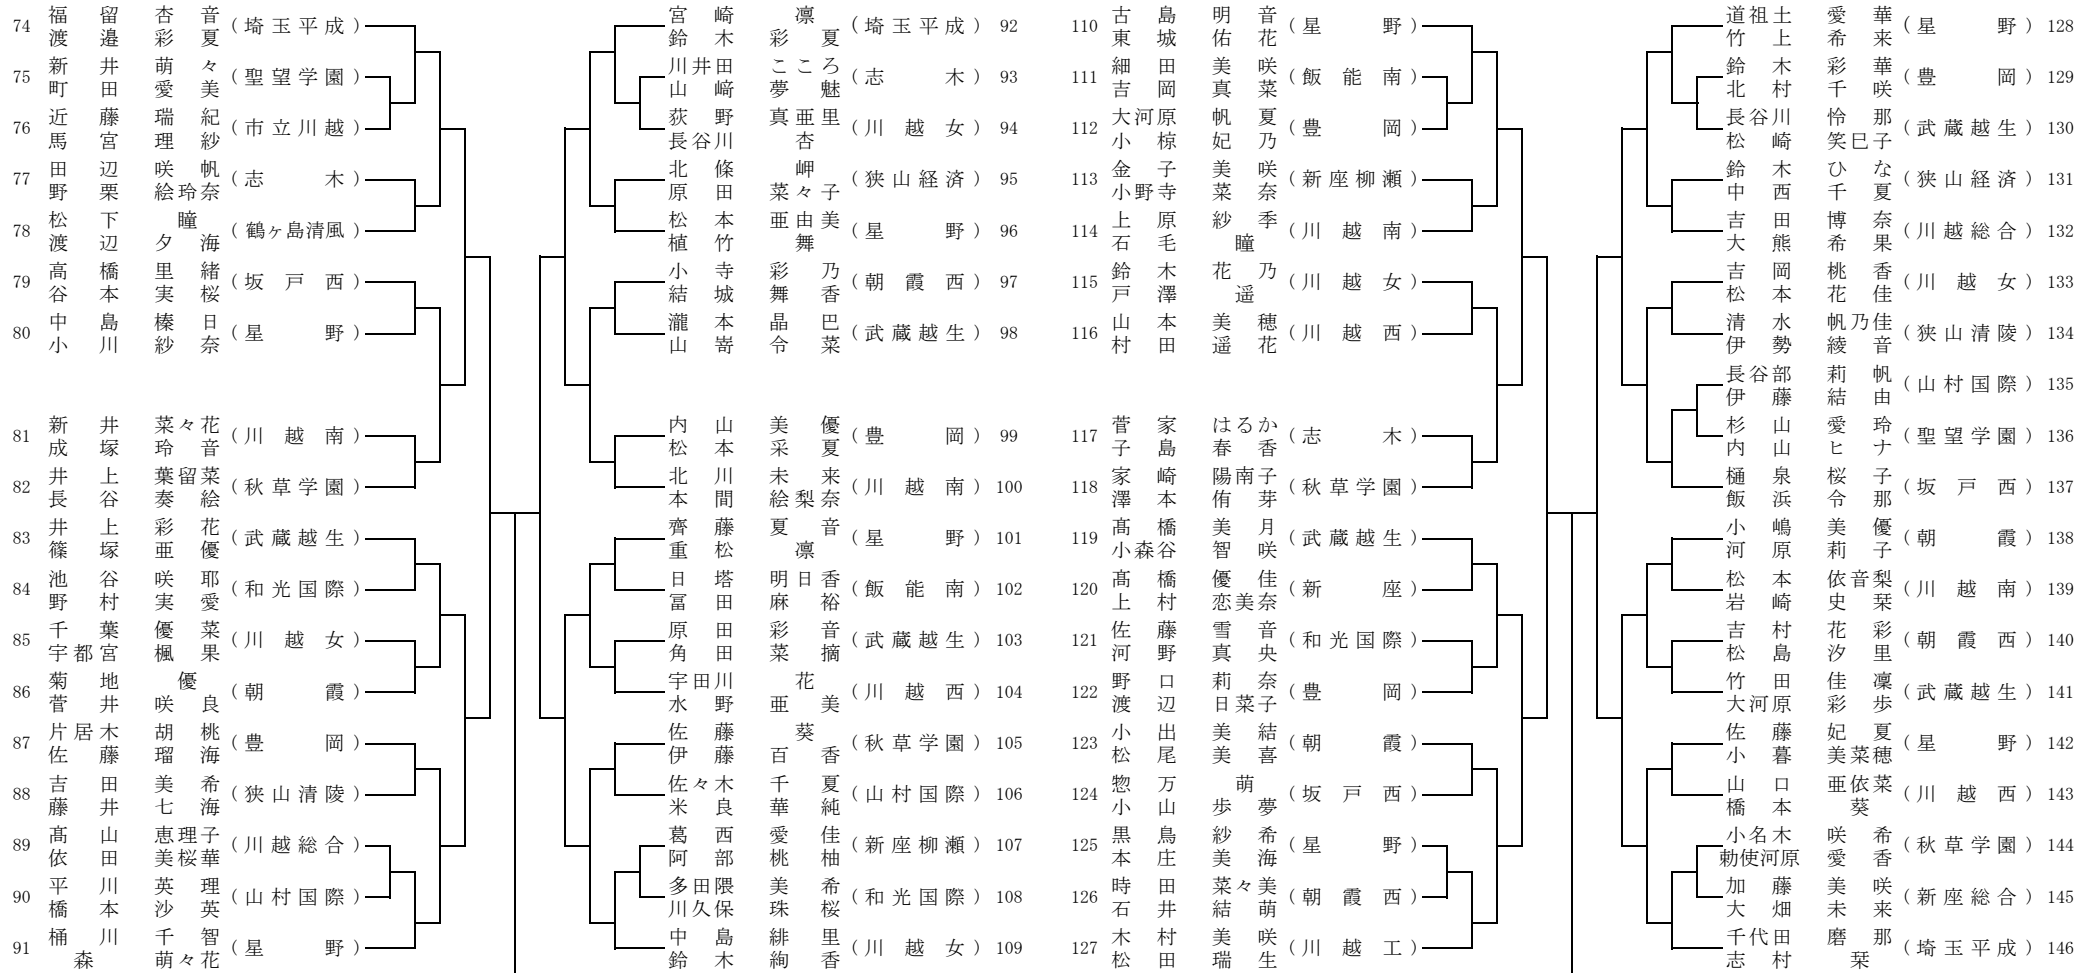 74 福留杏音 (埼玉平成)
渡邉彩夏
75 新井萌々 (聖望学園)
町田愛美
76 近藤瑞紀 (市立川越)
馬宮理紗
77 田辺咲帆 (志木)
野栗絵玲奈
78 松下瞳 (鶴ヶ島清風)
渡辺夕海
79 高橋里緒 (坂戸西)
谷本実桜
80 中島榛日 (星野)
小川紗奈
81 新井菜々花 (川越南)
成塚玲音
82 井上葉留菜 (秋草学園)
長谷奏絵
83 井上彩花 (武蔵越生)
篠塚亜優
84 池谷咲耶 (和光国際)
野村実愛
85 千葉優菜 (川越女)
宇都宮楓果
86 菊地優 (朝霞)
菅井咲良
87 片居木胡桃 (豊岡)
佐藤瑠海
88 吉田美希 (狭山清陵)
藤井七海
89 髙山恵理子 (川越総合)
依田美桜華
90 平川英理 (山村国際)
橋本沙英
91 桶川千智 (星野)
森萌々花
宮崎凛 (埼玉平成) 92
鈴木彩夏
川井田こころ (志木) 93
山﨑夢魅
荻野真亜里 (川越女) 94
長谷川杏
北條岬 (狭山経済) 95
原田菜々子
松本亜由美 (星野) 96
植竹舞
小寺彩乃 (朝霞西) 97
結城舞香
瀧本晶巴 (武蔵越生) 98
山嵜令菜
内山美優 (豊岡) 99
松本采夏
北川未来 (川越南) 100
本間絵梨奈
齊藤夏音 (星野) 101
重松凛
日塔明日香 (飯能南) 102
冨田麻裕
原田彩音 (武蔵越生) 103
角田菜摘
宇田川花 (川越西) 104
水野亜美
佐藤葵 (秋草学園) 105
伊藤百香
佐々木千夏 (山村国際) 106
米良華純
葛西愛佳 (新座柳瀬) 107
阿部桃柚
多田隈美希 (和光国際) 108
川久保珠桜
中島緋里 (川越女) 109
鈴木絢香
110 古島明音 (星野)
東城佑花
111 細田美咲 (飯能南)
吉岡真菜
112 大河原帆夏 (豊岡)
小椋妃乃
113 金子美咲 (新座柳瀬)
小野寺菜奈
114 上原紗季 (川越南)
石毛瞳
115 鈴木花乃 (川越女)
戸澤遥
116 山本美穂 (川越西)
村田遥花
117 菅家はるか (志木)
子島春香
118 家崎陽南子 (秋草学園)
澤本侑芽
119 髙橋美月 (武蔵越生)
小森谷智咲
120 髙橋優佳 (新座)
上村恋美奈
121 佐藤雪音 (和光国際)
河野真央
122 野口莉奈 (豊岡)
渡辺日菜子
123 小出美結 (朝霞)
松尾美喜
124 惣万萌 (坂戸西)
小山歩夢
125 黒鳥紗希 (星野)
本庄美海
126 時田菜々美 (朝霞西)
石井結萌
127 木村美咲 (川越工)
松田瑞生
道祖土愛華 (星野) 128
竹上希来
鈴木彩華 (豊岡) 129
北村千咲
長谷川怜那 (武蔵越生) 130
松崎笑巳子
鈴木ひな (狭山経済) 131
中西千夏
吉田博奈 (川越総合) 132
大熊希果
吉岡桃香 (川越女) 133
松本花佳
清水帆乃佳 (狭山清陵) 134
伊勢綾音
長谷部莉帆 (山村国際) 135
伊藤結由
杉山愛玲 (聖望学園) 136
内山ヒナ
樋泉桜子 (坂戸西) 137
飯浜令那
小嶋美優 (朝霞) 138
河原莉子
松本依音梨 (川越南) 139
岩崎史栞
吉村花彩 (朝霞西) 140
松島汐里
竹田佳凜 (武蔵越生) 141
大河原彩歩
佐藤妃夏 (星野) 142
小暮美菜穂
山口亜依菜 (川越西) 143
橋本葵
小名木咲希 (秋草学園) 144
勅使河原愛香
加藤美咲 (新座総合) 145
大畑未来
千代田磨那 (埼玉平成) 146
志村栞